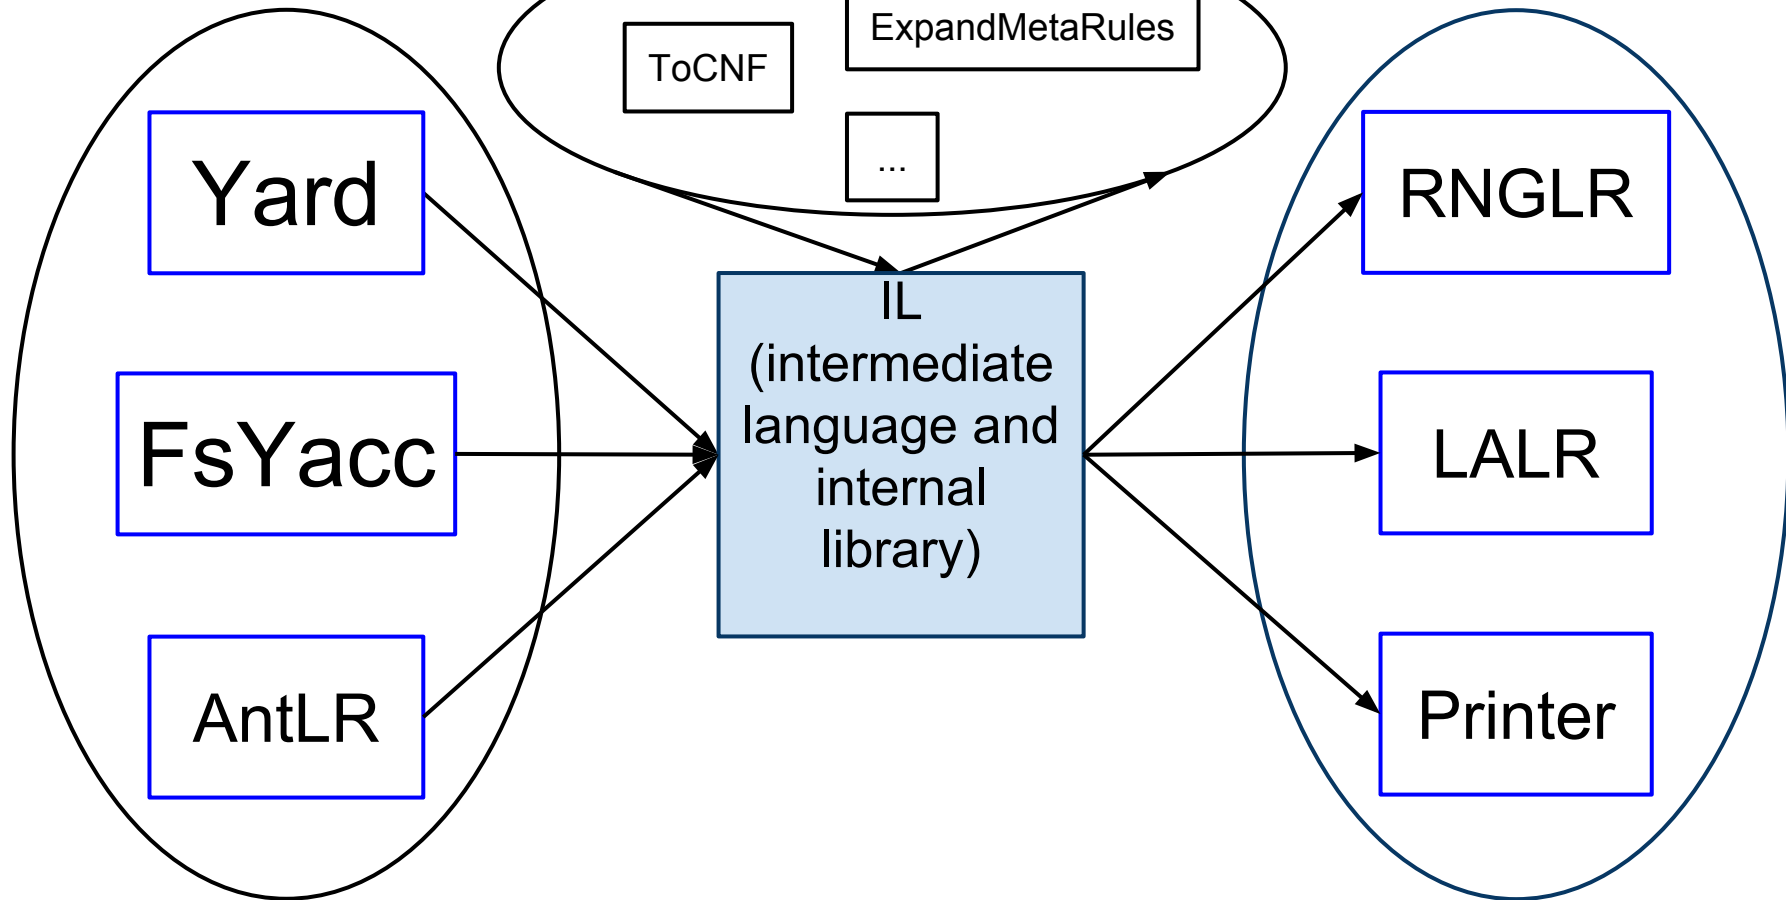 ExpandMetaRules
ToCNF
...
Yard
FsYacc
AntLR
IL
(intermediate
language and
internal
library)
RNGLR
LALR
Printer